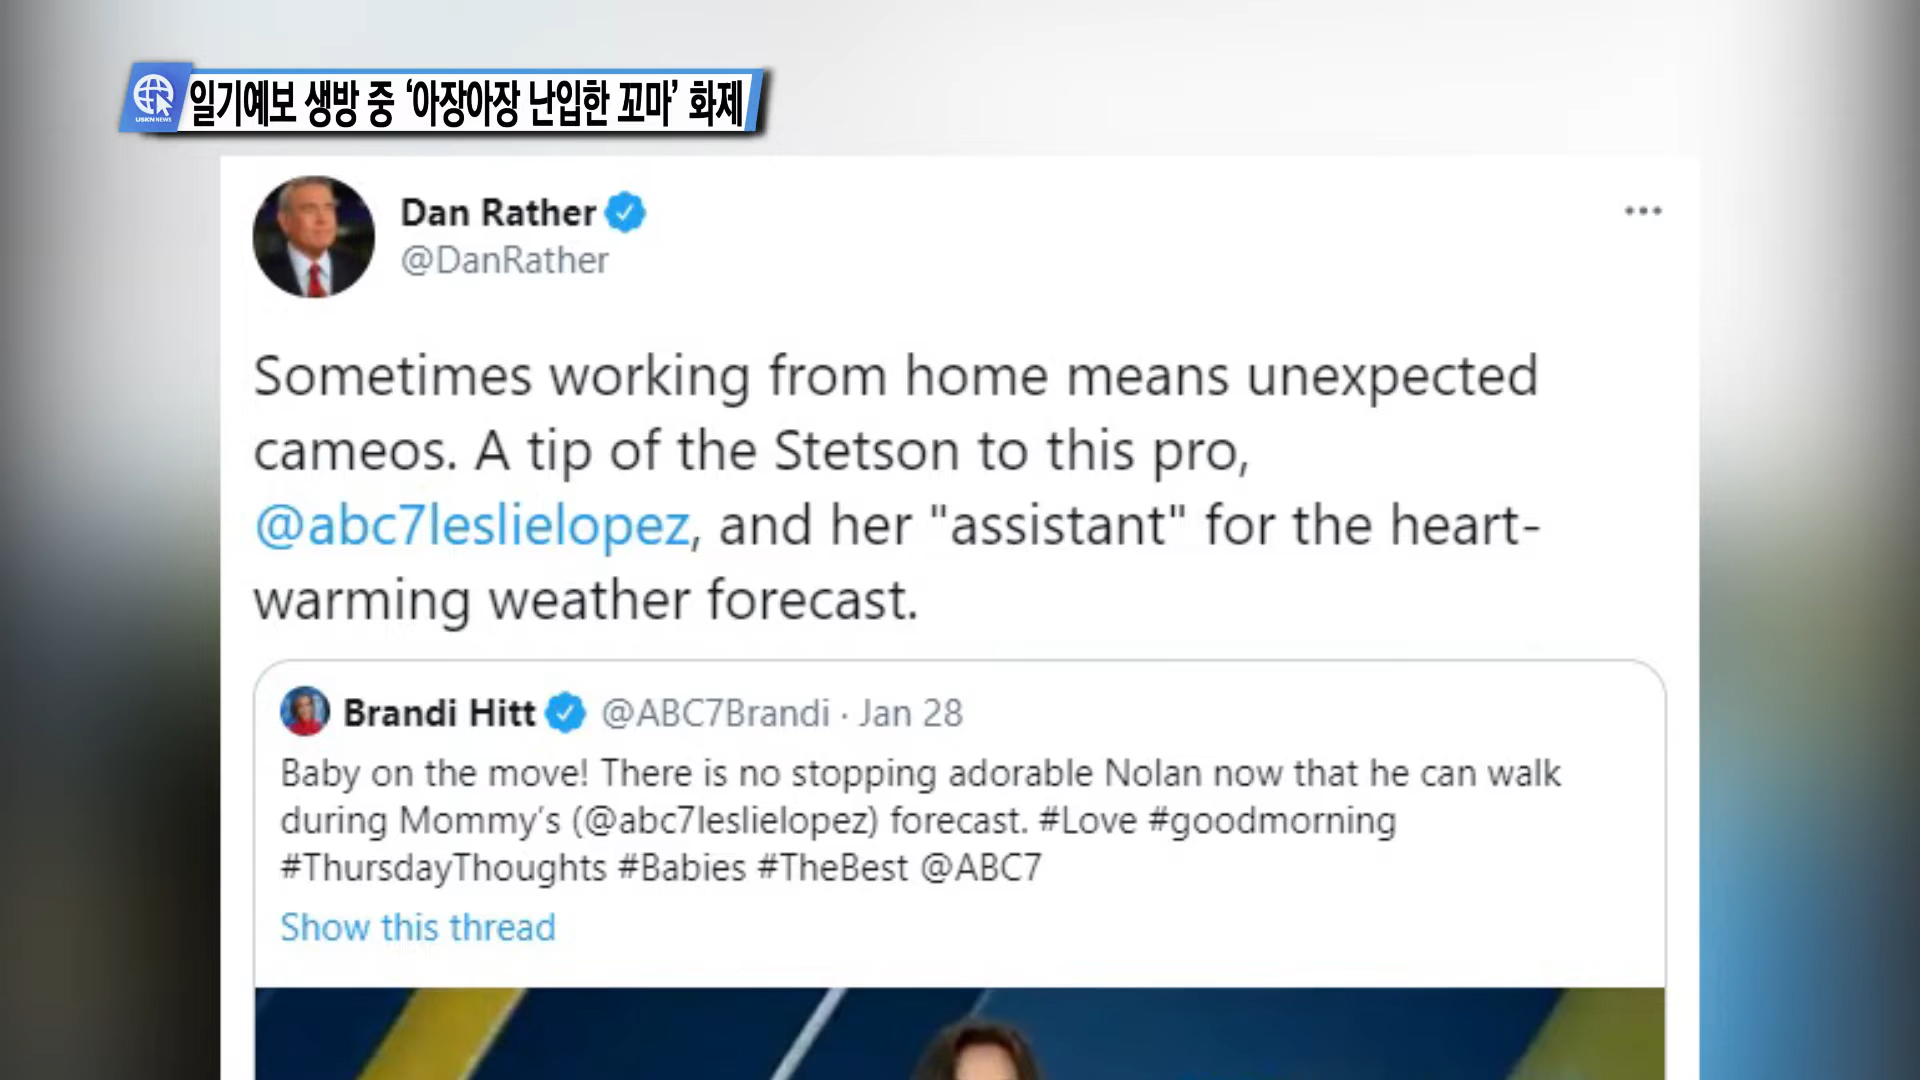 일기예보 생방 중 ‘아장아장 난입한 꼬마’ 화제
USKN NEWS
Dan Rather
@DanRather
Sometimes working from home means unexpected
cameos. A tip of the Stetson to this pro,
@abc7leslielopez, and her "assistant" for the heart-
warming weather forecast.
Brandi Hitt @ABC7Brandi · Jan 28
Baby on the move! There is no stopping adorable Nolan now that he can walk
during Mommy’s (@abc7leslielopez) forecast. #Love #goodmorning
#ThursdayThoughts #Babies #TheBest @ABC7
Show this thread